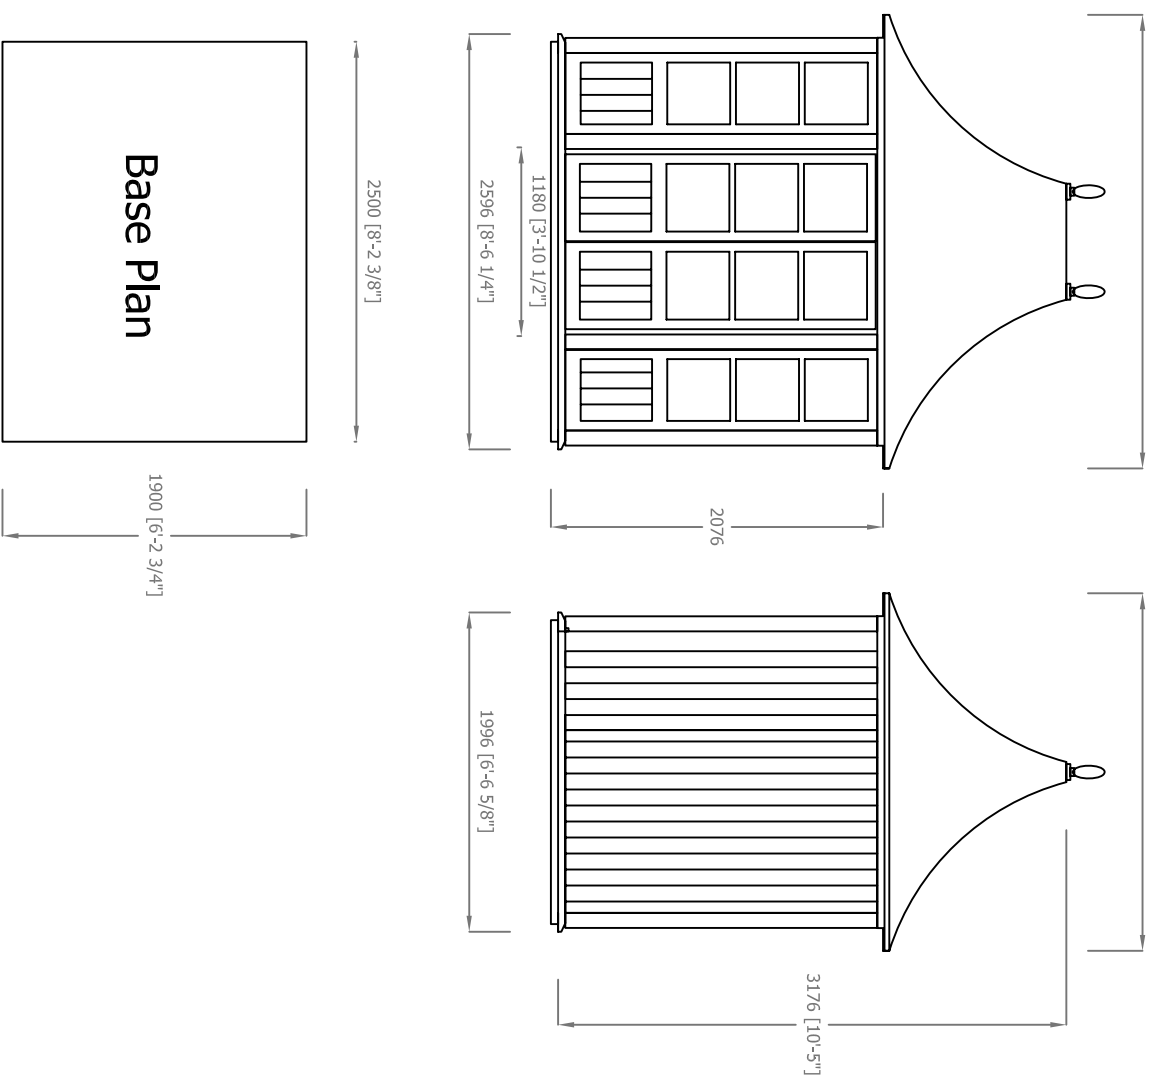 1180 [3'-10 1/2"]
2596 [8'-6 1/4"]
2076
1996 [6'-6 5/8"]
3176 [10'-5"]
2500 [8'-2 3/8"]
Base Plan
1900 [6'-2 3/4"]